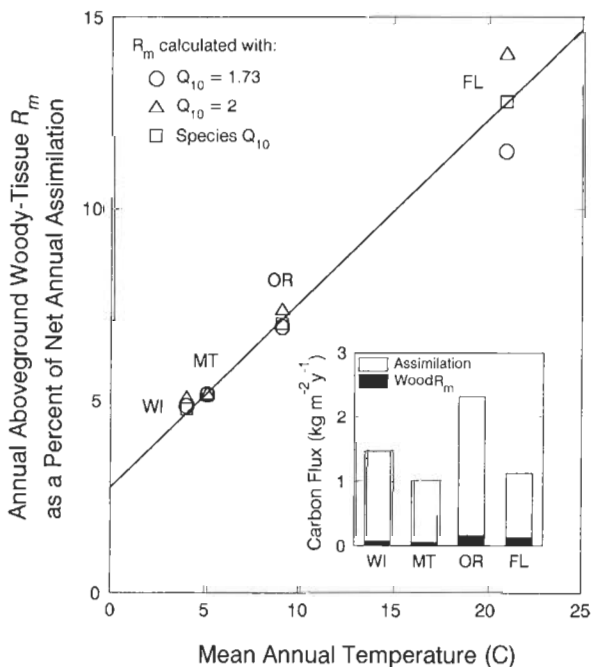 Annual Aboveground Woody-Tissue Rm
as a Percent of Net Annual Assimilation
15
10
5
0
Rm calculated with:
Q10 = 1.73
Q10 = 2
Species Q10
FL
OR
MT
WI
Carbon Flux (kg m-2 y-1)
3
2
1
0
Assimilation
WoodRm
WI MT OR FL
0 5 10 15 20 25
Mean Annual Temperature (C)